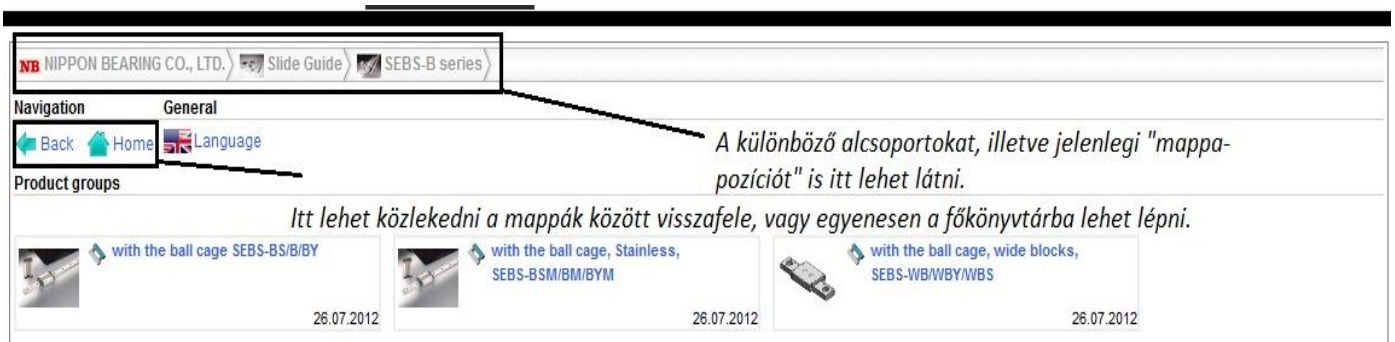 NB NIPPON BEARING CO., LTD. Slide Guide SEBS-B series
Navigation General
Back Home Language
A különböző alcsoportokat, illetve jelenlegi "mappa-
pozíciót" is itt lehet látni.
Product groups
Itt lehet közlekedni a mappák között visszafele, vagy egyenesen a főkönyvtárba lehet lépni.
with the ball cage SEBS-BS/B/BY
26.07.2012
with the ball cage, Stainless,
SEBS-BSM/BM/BYM
26.07.2012
with the ball cage, wide blocks,
SEBS-WB/WBY/WBS
26.07.2012